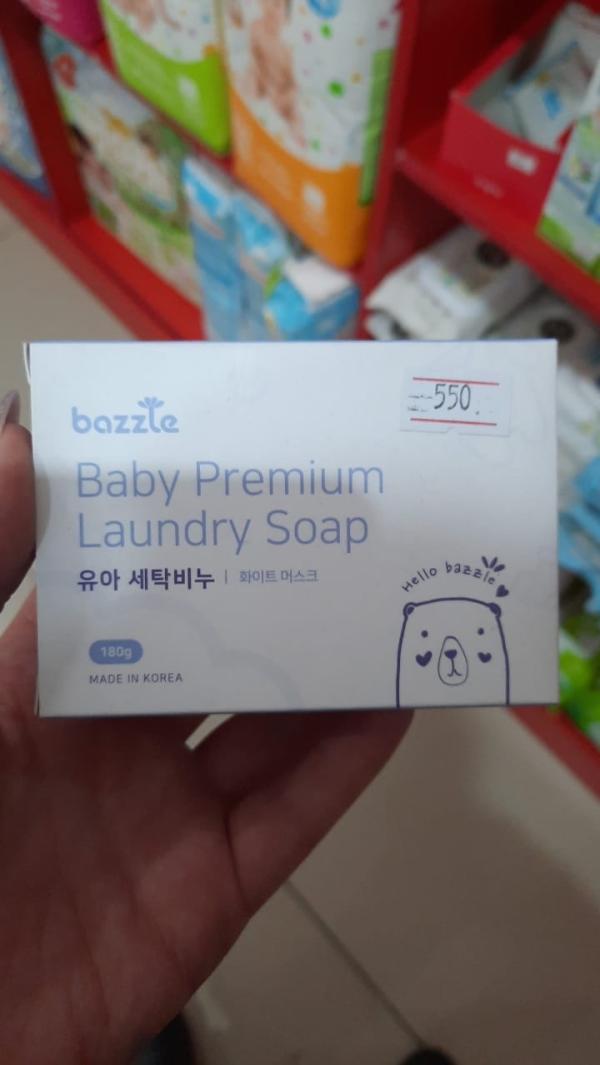 bazzle
550.
Baby Premium
Laundry Soap
유아 세탁비누 | 화이트 머스크
Hello bazzle
180g
MADE IN KOREA